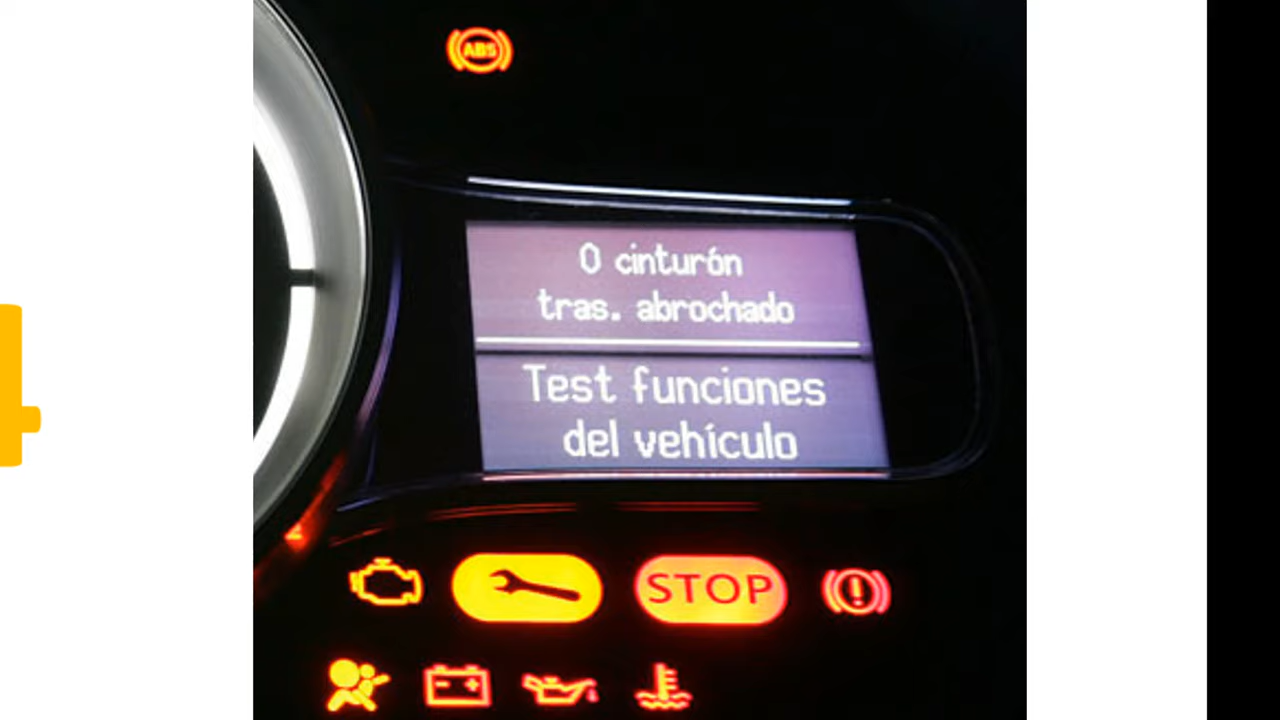 ABS
0 cinturón
tras. abrochado
Test funciones
del vehículo
STOP